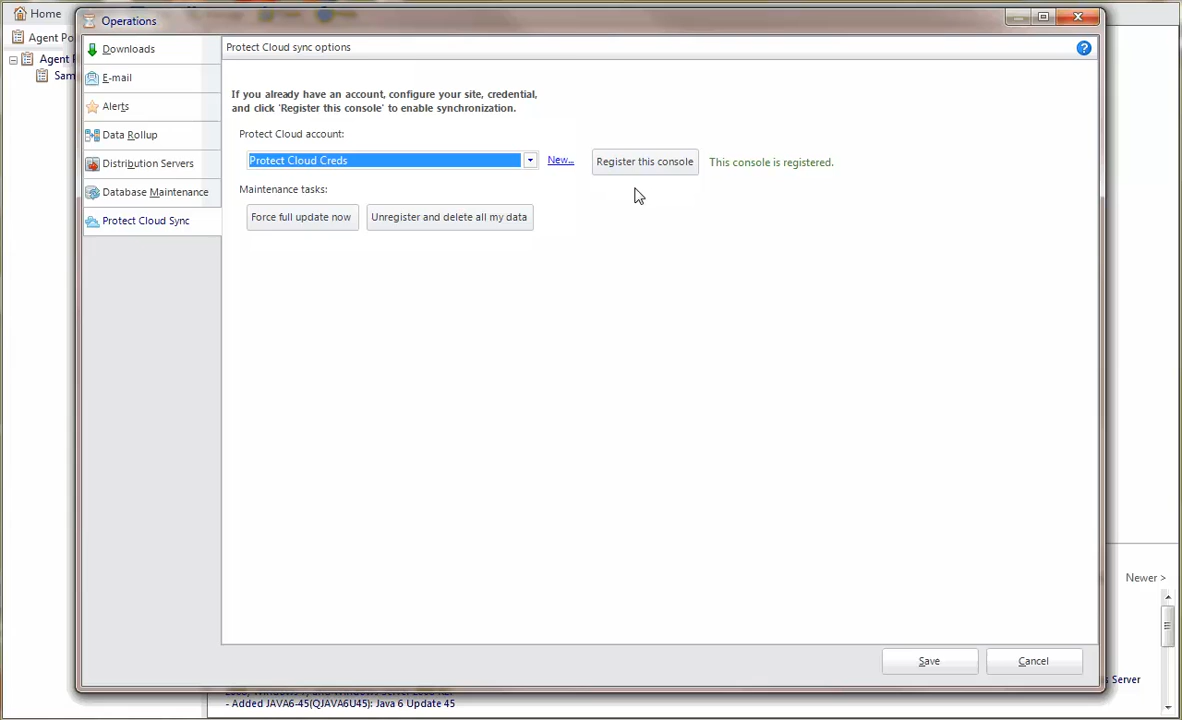 Home
Operations
Agent Po
Agent P
Sam
Downloads
E-mail
Alerts
Data Rollup
Distribution Servers
Database Maintenance
Protect Cloud Sync
Protect Cloud sync options
If you already have an account, configure your site, credential,
and click 'Register this console' to enable synchronization.
Protect Cloud account:
Protect Cloud Creds
New...
Register this console
This console is registered.
Maintenance tasks:
Force full update now
Unregister and delete all my data
Newer >
Save
Cancel
s Server
- Added JAVA6-45(QJAVA6U45): Java 6 Update 45